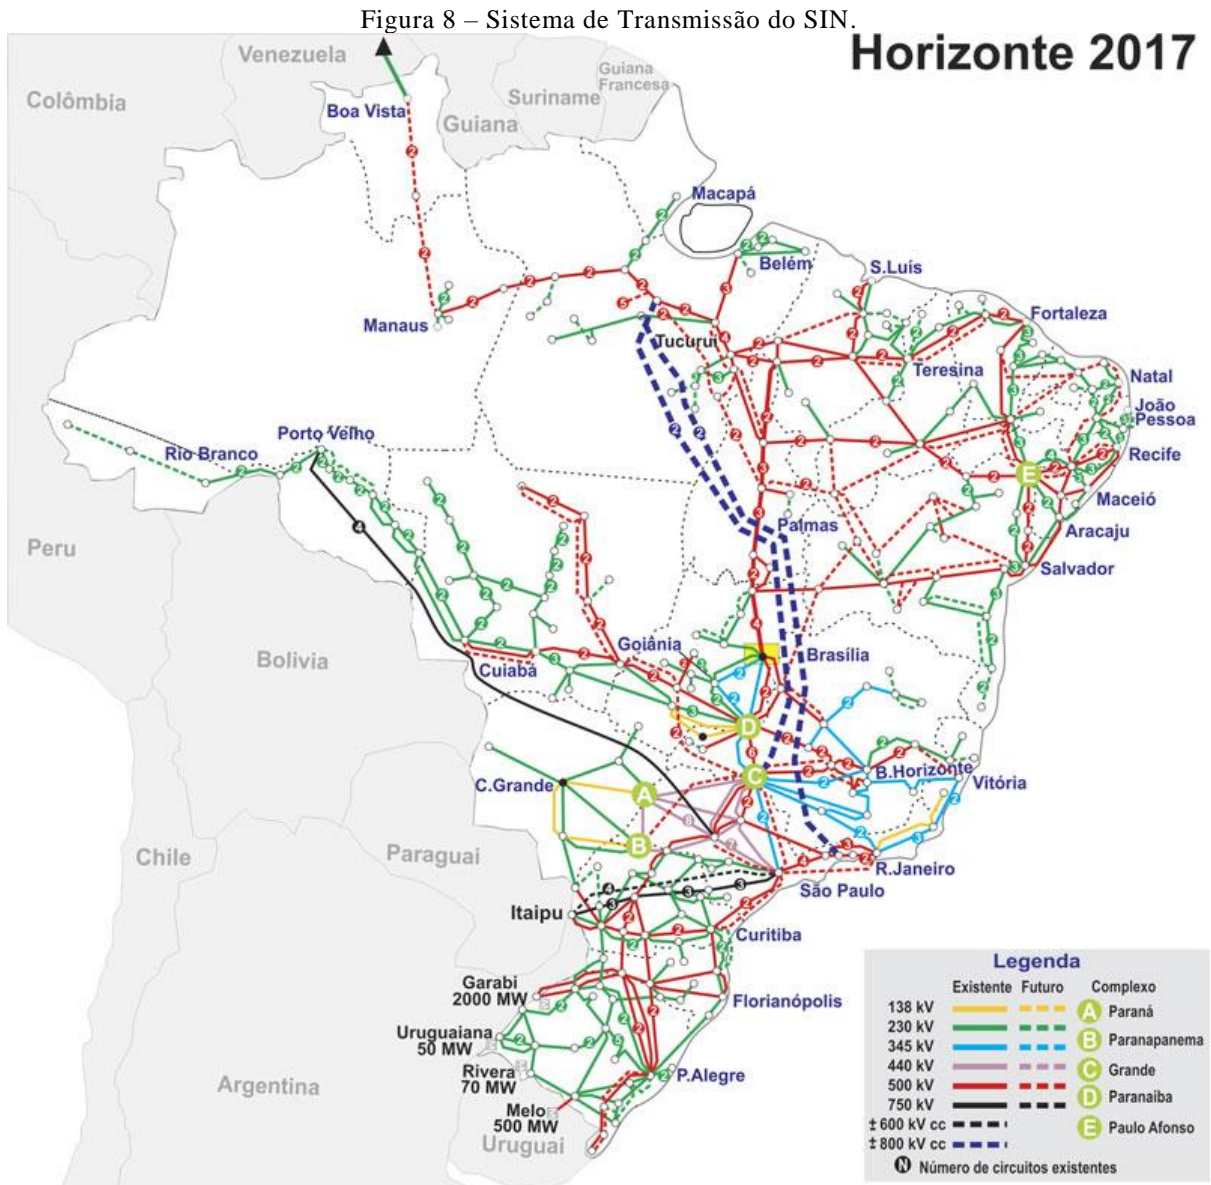 Figura 8 – Sistema de Transmissão do SIN.
Horizonte 2017
Venezuela
Guiana
Francesa
Colômbia
Suriname
Boa Vista
Guiana
Macapá
Belém
S.Luís
Manaus
Fortaleza
Tucuruí
Teresina
Natal
João
Pessoa
Porto Velho
Rio Branco
Recife
E
Maceió
Palmas
Aracaju
Peru
Salvador
Goiânia
Brasília
Bolivia
Cuiabá
D
C
B.Horizonte
Vitória
C.Grande
A
B
Chile
Paraguai
R.Janeiro
São Paulo
Itaipu
Curitiba
Garabi
2000 MW
Florianópolis
Uruguaiana
50 MW
Rivera
70 MW
P.Alegre
Argentina
Melo
500 MW
Uruguai
Legenda
Existente Futuro Complexo
138 kV A Paraná
230 kV
345 kV B Paranapanema
440 kV C Grande
500 kV
750 kV D Paranaíba
± 600 kV cc E Paulo Afonso
± 800 kV cc
N Número de circuitos existentes